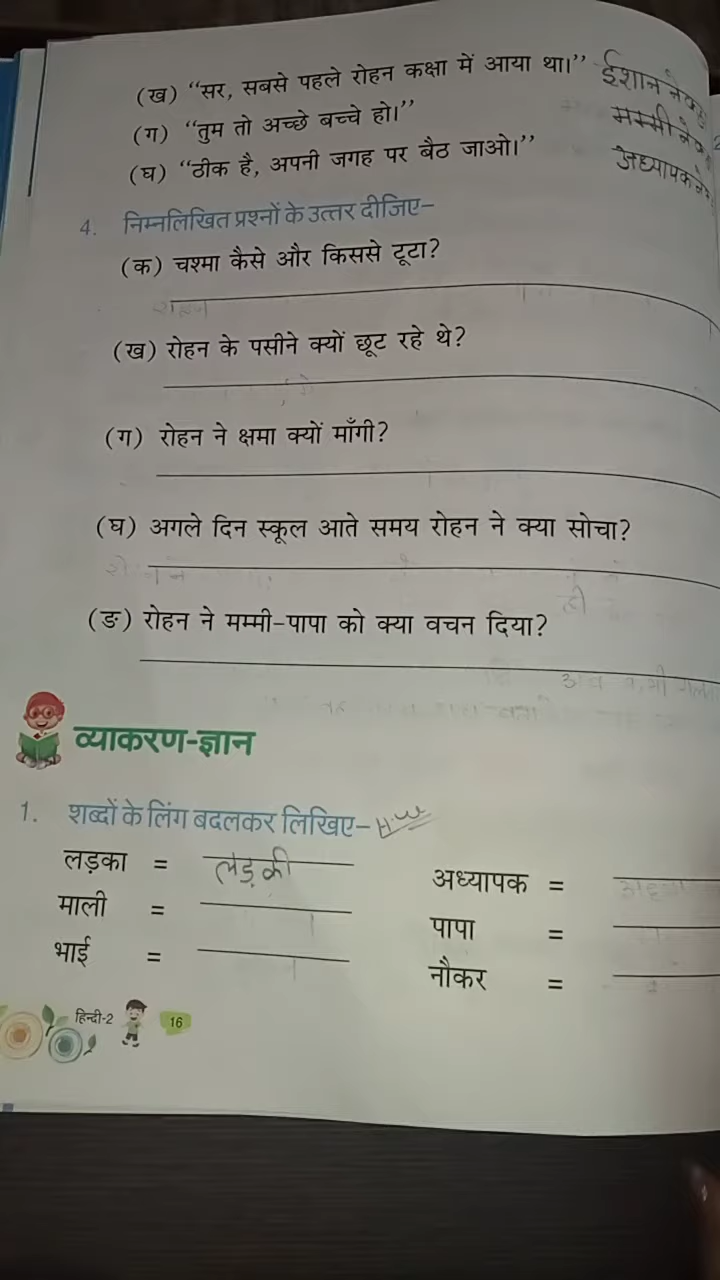 (ख) “सर, सबसे पहले रोहन कक्षा में आया था।” ईशान ने
(ग) “तुम तो अच्छे बच्चे हो।” मम्मी ने
(घ) “ठीक है, अपनी जगह पर बैठ जाओ।” अध्यापक ने
4. निम्नलिखित प्रश्नों के उत्तर दीजिए–
(क) चश्मा कैसे और किससे टूटा?
(ख) रोहन के पसीने क्यों छूट रहे थे?
(ग) रोहन ने क्षमा क्यों माँगी?
(घ) अगले दिन स्कूल आते समय रोहन ने क्या सोचा?
(ङ) रोहन ने मम्मी-पापा को क्या वचन दिया?
व्याकरण-ज्ञान
1. शब्दों के लिंग बदलकर लिखिए– H.W
लड़का = लड़की अध्यापक =
माली = पापा =
भाई = नौकर =
हिन्दी-2 16